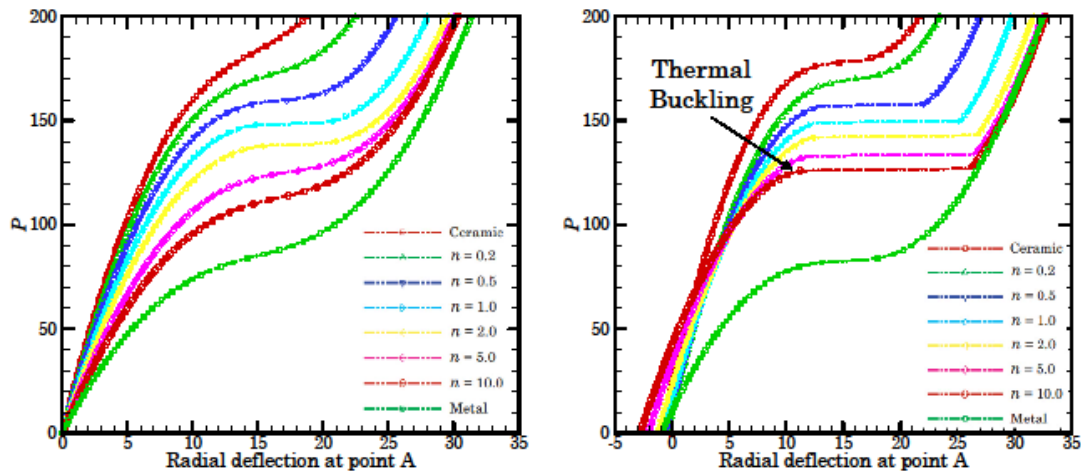 200
150
100
50
0
P
0 5 10 15 20 25 30 35
Radial deflection at point A
Ceramic
n = 0.2
n = 0.5
n = 1.0
n = 2.0
n = 5.0
n = 10.0
Metal
200
150
100
50
0
P
-5 0 5 10 15 20 25 30 35
Radial deflection at point A
Thermal
Buckling
Ceramic
n = 0.2
n = 0.5
n = 1.0
n = 2.0
n = 5.0
n = 10.0
Metal